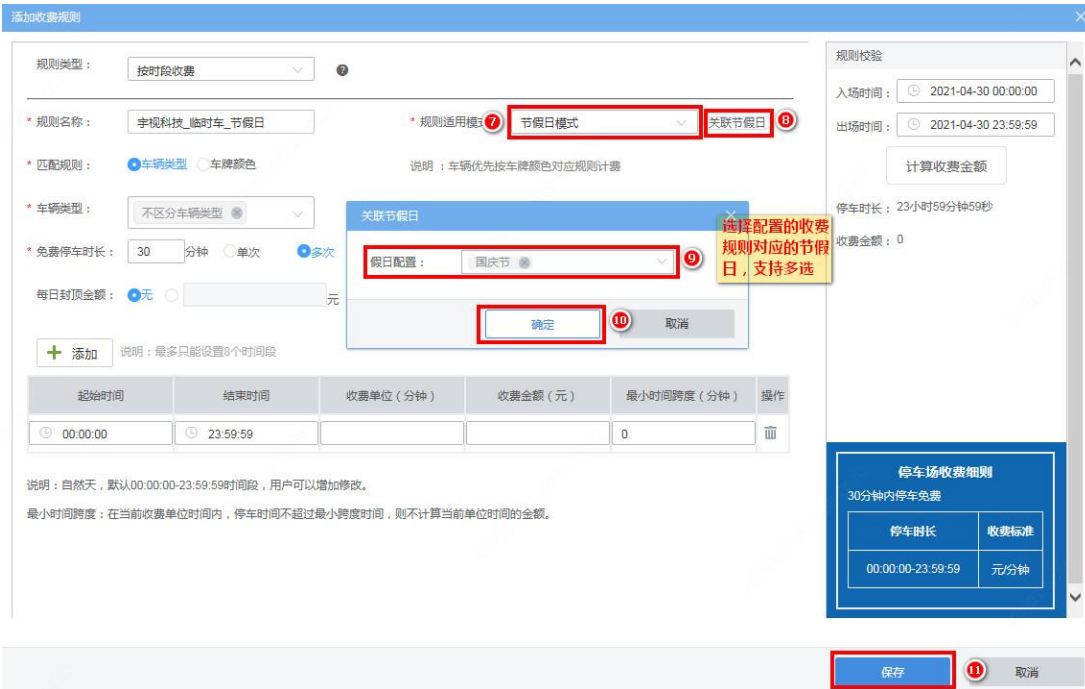 添加收费规则
规则类型：
按时段收费
* 规则名称：
宇视科技_临时车_节假日
* 规则适用模式
7
节假日模式
关联节假日
8
* 匹配规则：
车辆类型
车牌颜色
说明：车辆优先按车牌颜色对应规则计费
* 车辆类型：
不区分车辆类型
* 免费停车时长：
30
分钟
单次
多次
每日封顶金额：
无
元
关联节假日
假日配置：
国庆节
9
选择配置的收费
规则对应的节假
日，支持多选
确定
10
取消
添加
说明：最多只能设置8个时间段
起始时间
结束时间
收费单位（分钟）
收费金额（元）
最小时间跨度（分钟）
操作
00:00:00
23:59:59
0
说明：自然天，默认00:00:00-23:59:59时间段，用户可以增加修改。
最小时间跨度：在当前收费单位时间内，停车时间不超过最小跨度时间，则不计算当前单位时间的金额。
规则校验
入场时间：
2021-04-30 00:00:00
出场时间：
2021-04-30 23:59:59
计算收费金额
停车时长：23小时59分钟59秒
收费金额：0
停车场收费细则
30分钟内停车免费
停车时长
收费标准
00:00:00-23:59:59
元/分钟
保存
11
取消